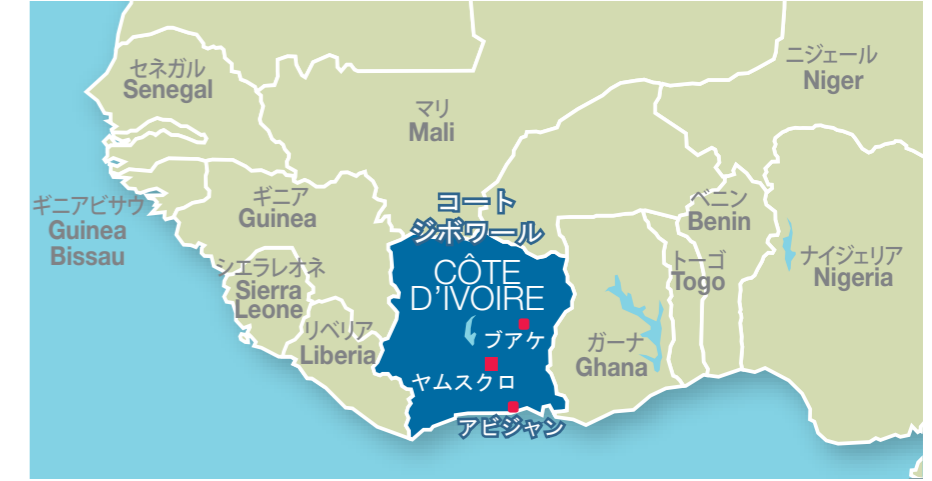 セネガル
Senegal
ニジェール
Niger
マリ
Mali
ギニアビサウ
Guinea
Bissau
ギニア
Guinea
コート
ジボワール
ベニン
Benin
シエラレオネ
Sierra
Leone
CÔTE
D'IVOIRE
トーゴ
Togo
ナイジェリア
Nigeria
リベリア
Liberia
ブアケ
ガーナ
Ghana
ヤムスクロ
アビジャン